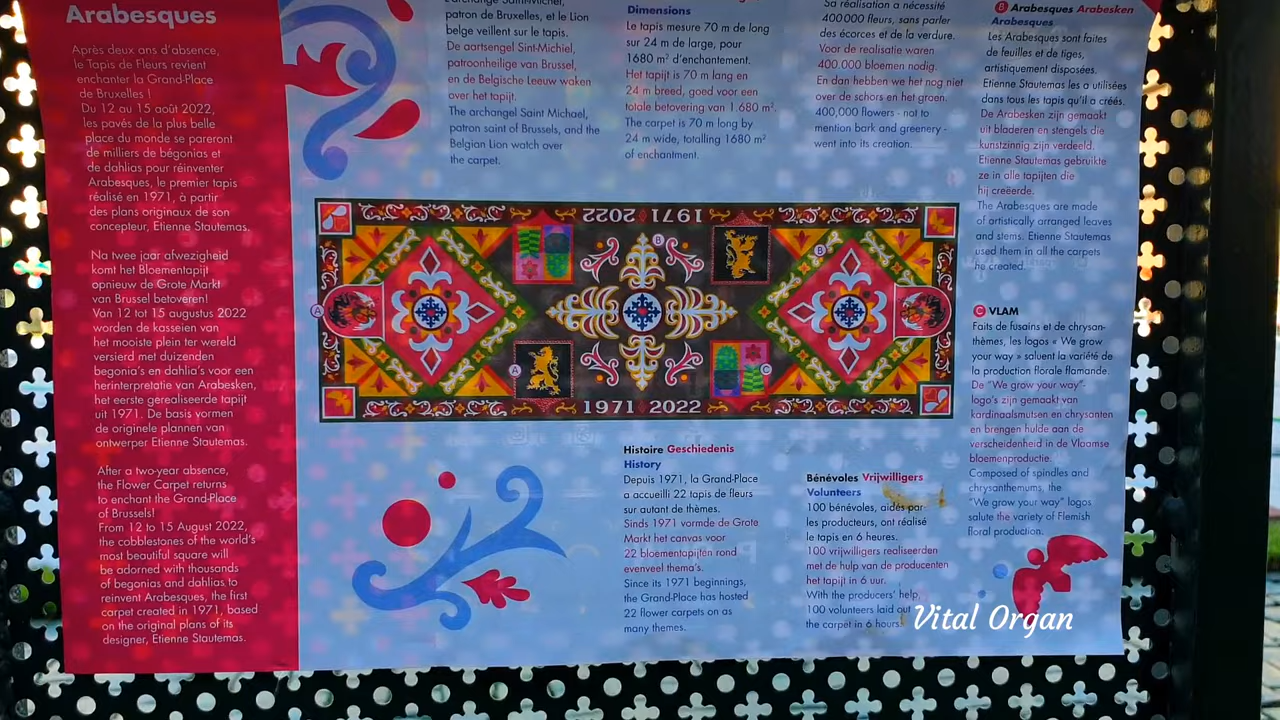 Arabesques
Après deux ans d'absence,
le Tapis de Fleurs revient
enchanter la Grand-Place
de Bruxelles !
Du 12 au 15 août 2022,
les pavés de la plus belle
place du monde se pareront
de milliers de bégonias et
de dahlias pour réinventer
Arabesques, le premier tapis
réalisé en 1971, à partir
des plans originaux de son
concepteur, Etienne Stautemas.
Na twee jaar afwezigheid
komt het Bloementapijt
opnieuw de Grote Markt
van Brussel betoveren!
Van 12 tot 15 augustus 2022
worden de kasseien van
het mooiste plein ter wereld
versierd met duizenden
begonia's en dahlia's voor een
herinterpretatie van Arabesken,
het eerste gerealiseerde tapijt
uit 1971. De basis vormen
de originele plannen van
ontwerper Etienne Stautemas.
After a two-year absence,
the Flower Carpet returns
to enchant the Grand-Place
of Brussels!
From 12 to 15 August 2022,
the cobblestones of the world's
most beautiful square will
be adorned with thousands
of begonias and dahlias to
reinvent Arabesques, the first
carpet created in 1971, based
on the original plans of its
designer, Etienne Stautemas.
L'archange Saint-Michel,
patron de Bruxelles, et le Lion
belge veillent sur le tapis.
De aartsengel Sint-Michiel,
patroonheilige van Brussel,
en de Belgische Leeuw waken
over het tapijt.
The archangel Saint Michael,
patron saint of Brussels, and the
Belgian Lion watch over
the carpet.
Dimensions
Le tapis mesure 70 m de long
sur 24 m de large, pour
1680 m² d'enchantement.
Het tapijt is 70 m lang en
24 m breed, goed voor een
totale betovering van 1.680 m².
The carpet is 70 m long by
24 m wide, totalling 1680 m²
of enchantment.
Sa réalisation a nécessité
400 000 fleurs, sans parler
des écorces et de la verdure.
Voor de realisatie waren
400.000 bloemen nodig.
En dan hebben we het nog niet
over de schors en het groen.
400,000 flowers - not to
mention bark and greenery -
went into its creation.
B Arabesques Arabesken
Arabesques
Les Arabesques sont faites
de feuilles et de tiges,
artistiquement disposées.
Etienne Stautemas les a utilisées
dans tous les tapis qu'il a créés.
De Arabesken zijn gemaakt
uit bladeren en stengels die
kunstzinnig zijn verdeeld.
Etienne Stautemas gebruikte
ze in alle tapijten die
hij creëerde.
The Arabesques are made
of artistically arranged leaves
and stems. Etienne Stautemas
used them in all the carpets
he created.
1971 2022
B
B
A
A
C
1971 2022
C VLAM
Faits de fusains et de chrysan-
thèmes, les logos « We grow
your way » saluent la variété de
la production florale flamande.
De "We grow your way"-
logo's zijn gemaakt van
kardinaalsmutsen en chrysanten
en brengen hulde aan de
verscheidenheid in de Vlaamse
bloemenproductie.
Composed of spindles and
chrysanthemums, the
"We grow your way" logos
salute the variety of Flemish
floral production.
Histoire Geschiedenis
History
Depuis 1971, la Grand-Place
a accueilli 22 tapis de fleurs
sur autant de thèmes.
Sinds 1971 vormde de Grote
Markt het canvas voor
22 bloementapijten rond
evenveel thema's.
Since its 1971 beginnings,
the Grand-Place has hosted
22 flower carpets on as
many themes.
Bénévoles Vrijwilligers
Volunteers
100 bénévoles, aidés par
les producteurs, ont réalisé
le tapis en 6 heures.
100 vrijwilligers realiseerden
met de hulp van de producenten
het tapijt in 6 uur.
With the producers' help,
100 volunteers laid out
the carpet in 6 hours.
Vital Organ